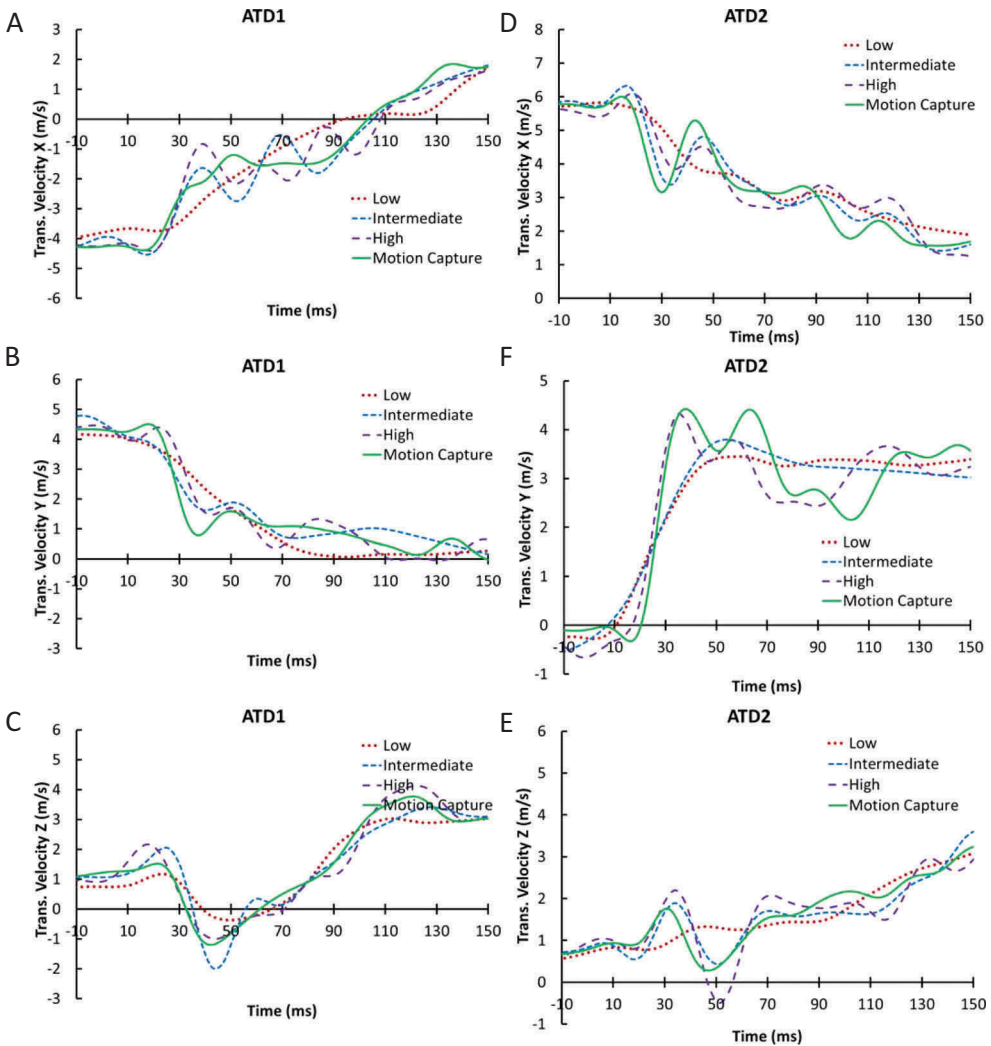 A
ATD1
Trans. Velocity X (m/s)
3
2
1
0
-1
-2
-3
-4
-5
-6
-10 10 30 50 70 90 110 130 150
Low
Intermediate
High
Motion Capture
Time (ms)
D
ATD2
Trans. Velocity X (m/s)
8
7
6
5
4
3
2
1
0
-10 10 30 50 70 90 110 130 150
Low
Intermediate
High
Motion Capture
Time (ms)
B
ATD1
Trans. Velocity Y (m/s)
6
5
4
3
2
1
0
-1
-2
-3
-10 10 30 50 70 90 110 130 150
Low
Intermediate
High
Motion Capture
Time (ms)
F
ATD2
Trans. Velocity Y (m/s)
5
4
3
2
1
0
-1
-10 10 30 50 70 90 110 130 150
Low
Intermediate
High
Motion Capture
Time (ms)
C
ATD1
Trans. Velocity Z (m/s)
6
5
4
3
2
1
0
-1
-2
-3
-10 10 30 50 70 90 110 130 150
Low
Intermediate
High
Motion Capture
Time (ms)
E
ATD2
Trans. Velocity Z (m/s)
6
5
4
3
2
1
0
-1
-10 10 30 50 70 90 110 130 150
Low
Intermediate
High
Motion Capture
Time (ms)